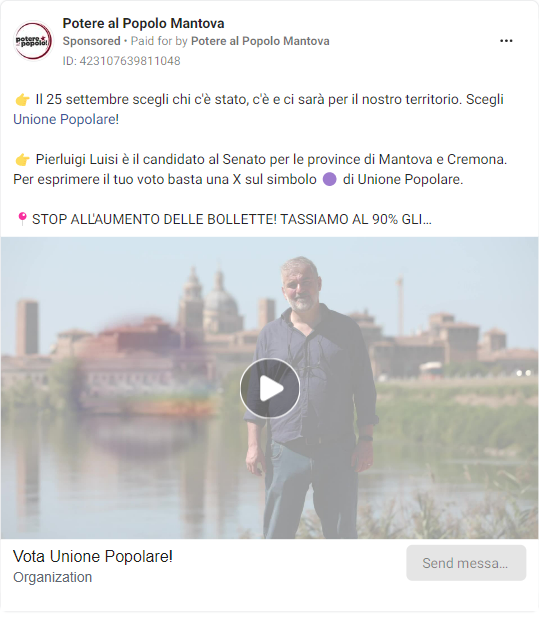 Potere al Popolo Mantova
Sponsored • Paid for by Potere al Popolo Mantova
ID: 423107639811048
potere al popolo!
👉 Il 25 settembre scegli chi c'è stato, c'è e ci sarà per il nostro territorio. Scegli
Unione Popolare!
👉 Pierluigi Luisi è il candidato al Senato per le province di Mantova e Cremona.
Per esprimere il tuo voto basta una X sul simbolo 🟣 di Unione Popolare.
📍STOP ALL'AUMENTO DELLE BOLLETTE! TASSIAMO AL 90% GLI...
Vota Unione Popolare!
Organization
Send messa...